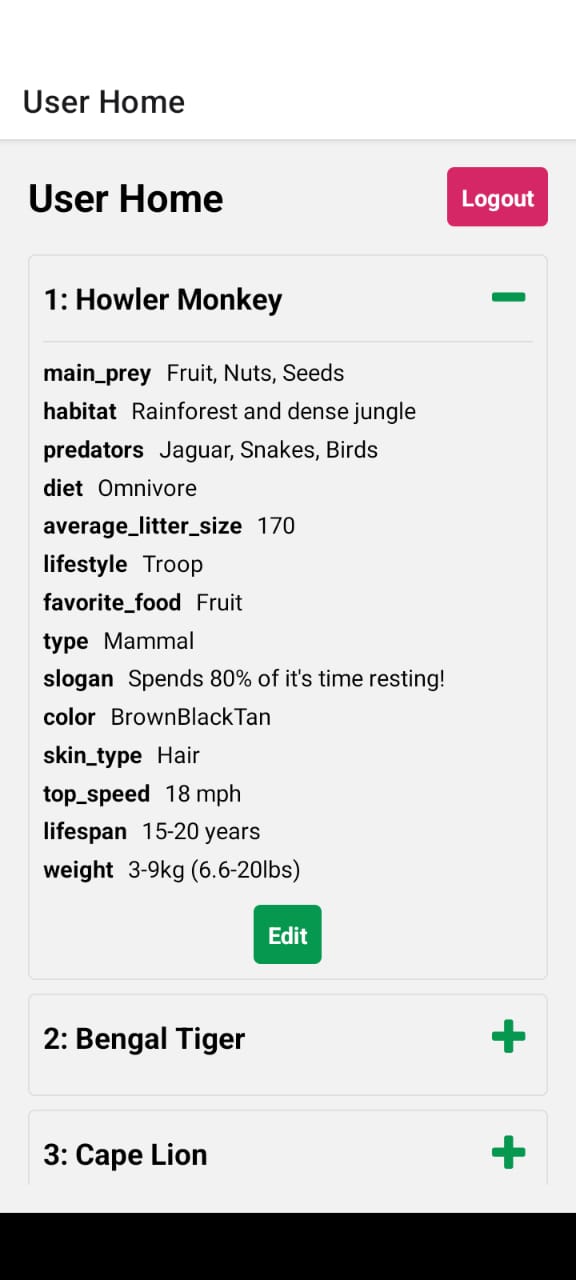 User Home
User Home
Logout
1: Howler Monkey
main_prey Fruit, Nuts, Seeds
habitat Rainforest and dense jungle
predators Jaguar, Snakes, Birds
diet Omnivore
average_litter_size 170
lifestyle Troop
favorite_food Fruit
type Mammal
slogan Spends 80% of it's time resting!
color BrownBlackTan
skin_type Hair
top_speed 18 mph
lifespan 15-20 years
weight 3-9kg (6.6-20lbs)
Edit
2: Bengal Tiger
3: Cape Lion